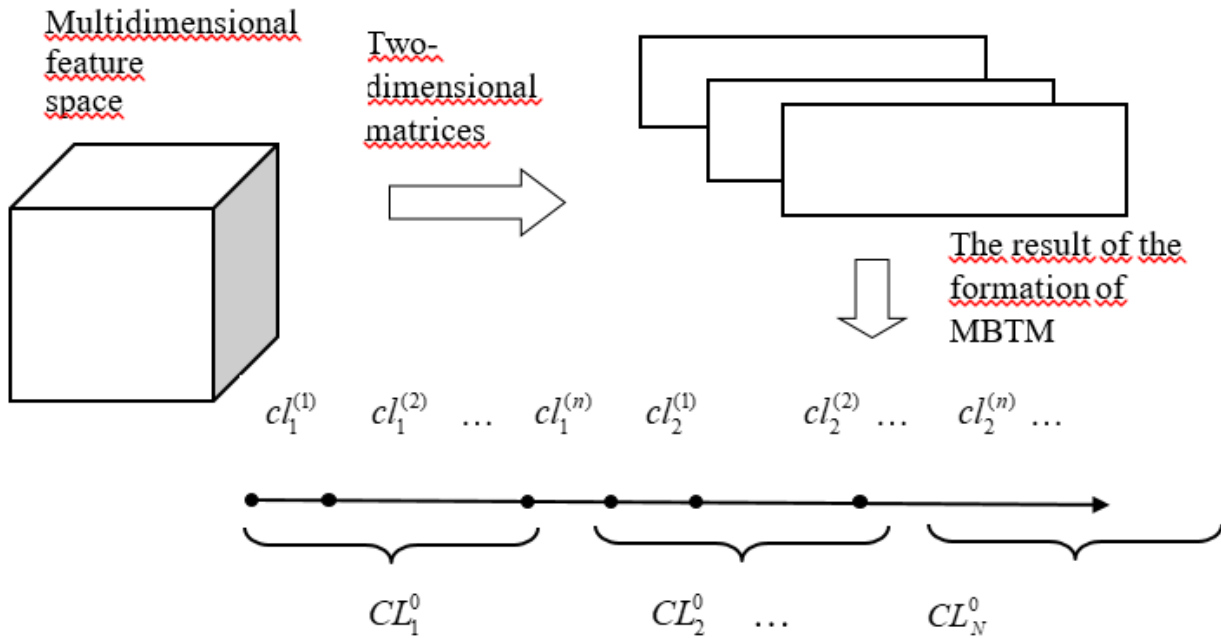 Multidimensional
feature
space
Two-
dimensional
matrices
The result of the
formation of
MBTM
$cl_1^{(1)}$ $cl_1^{(2)}$ … $cl_1^{(n)}$ $cl_2^{(1)}$ $cl_2^{(2)}$ … $cl_2^{(n)}$ …
$CL_1^0$ $CL_2^0$ … $CL_N^0$